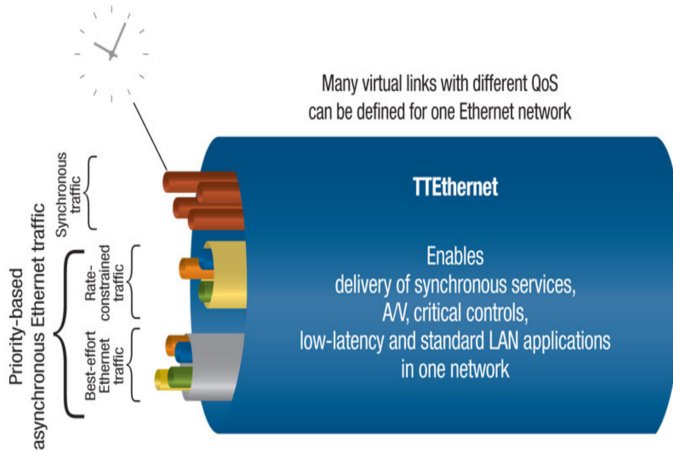 Many virtual links with different QoS
can be defined for one Ethernet network
Synchronous
traffic
Priority-based
asynchronous Ethernet traffic
Rate-
constrained
traffic
Best-effort
Ethernet
traffic
TTEthernet
Enables
delivery of synchronous services,
A/V, critical controls,
low-latency and standard LAN applications
in one network